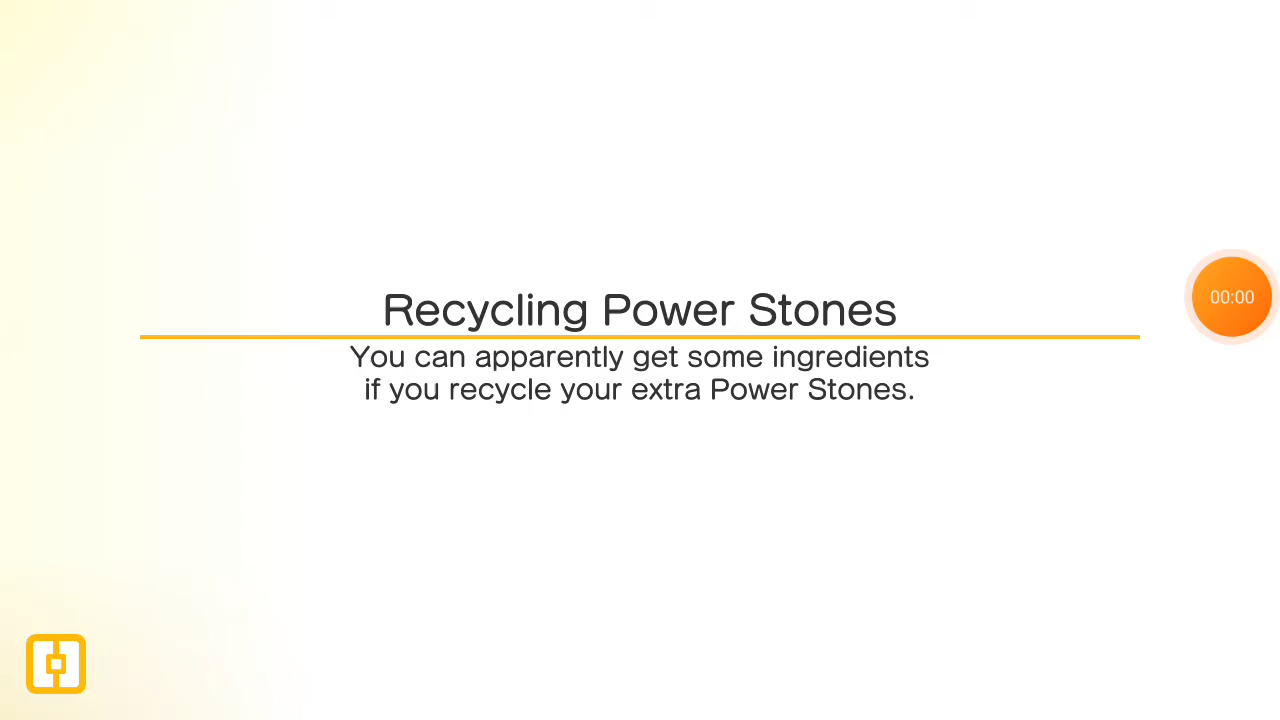 Recycling Power Stones
You can apparently get some ingredients
if you recycle your extra Power Stones.
00:00